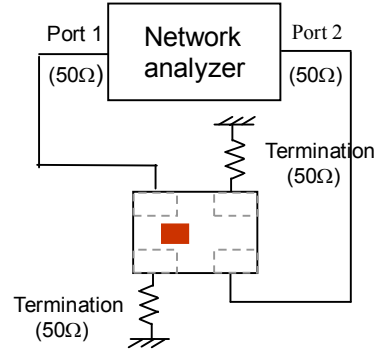 Port 1
(50Ω)
Network
analyzer
Port 2
(50Ω)
Termination
(50Ω)
Termination
(50Ω)